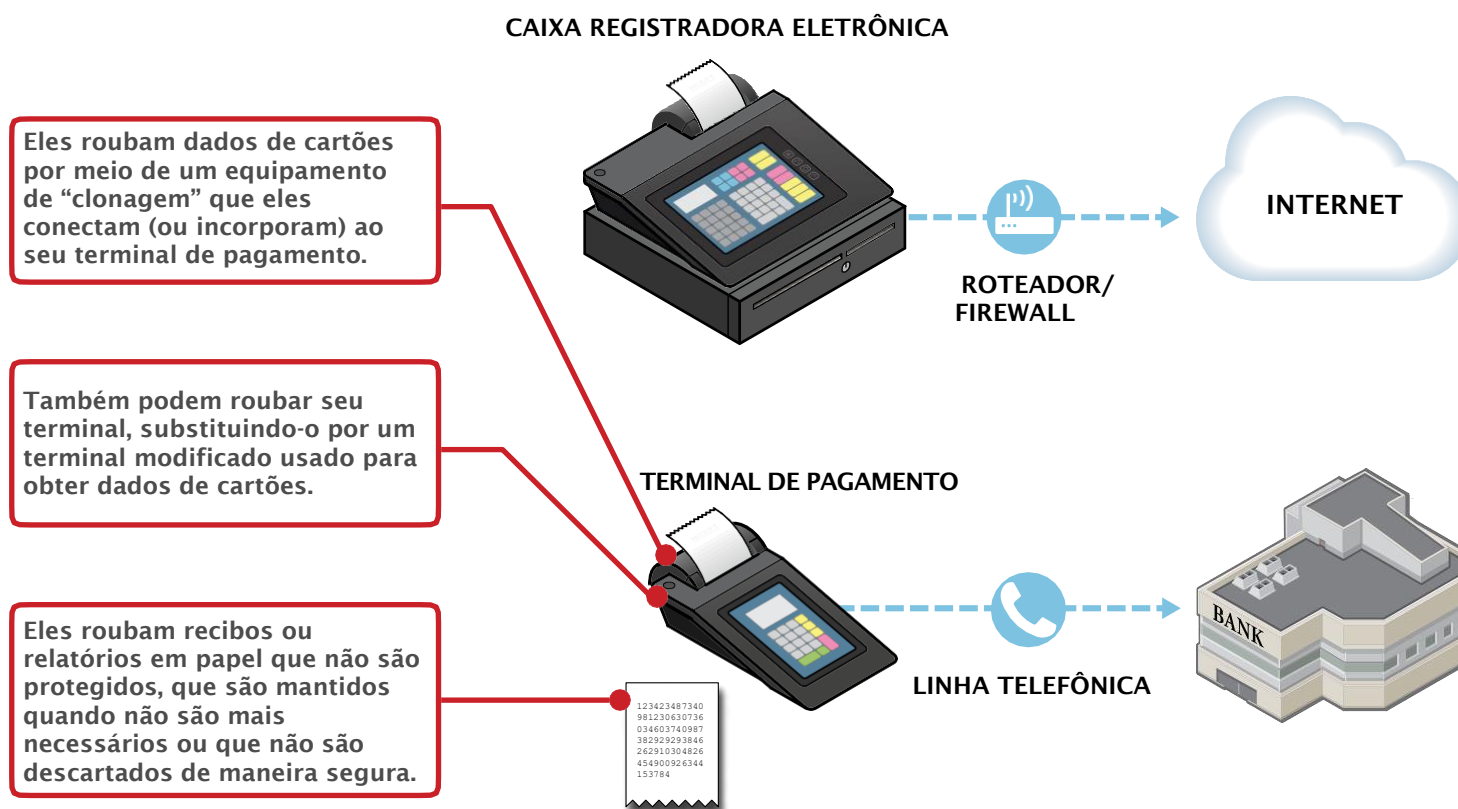 CAIXA REGISTRADORA ELETRÔNICA
Eles roubam dados de cartões
por meio de um equipamento
de “clonagem” que eles
conectam (ou incorporam) ao
seu terminal de pagamento.
INTERNET
ROTEADOR/
FIREWALL
Também podem roubar seu
terminal, substituindo-o por um
terminal modificado usado para
obter dados de cartões.
TERMINAL DE PAGAMENTO
BANK
LINHA TELEFÔNICA
Eles roubam recibos ou
relatórios em papel que não são
protegidos, que são mantidos
quando não são mais
necessários ou que não são
descartados de maneira segura.
123423487340
981230630736
034603740987
382929293846
262910304826
454900926344
153784